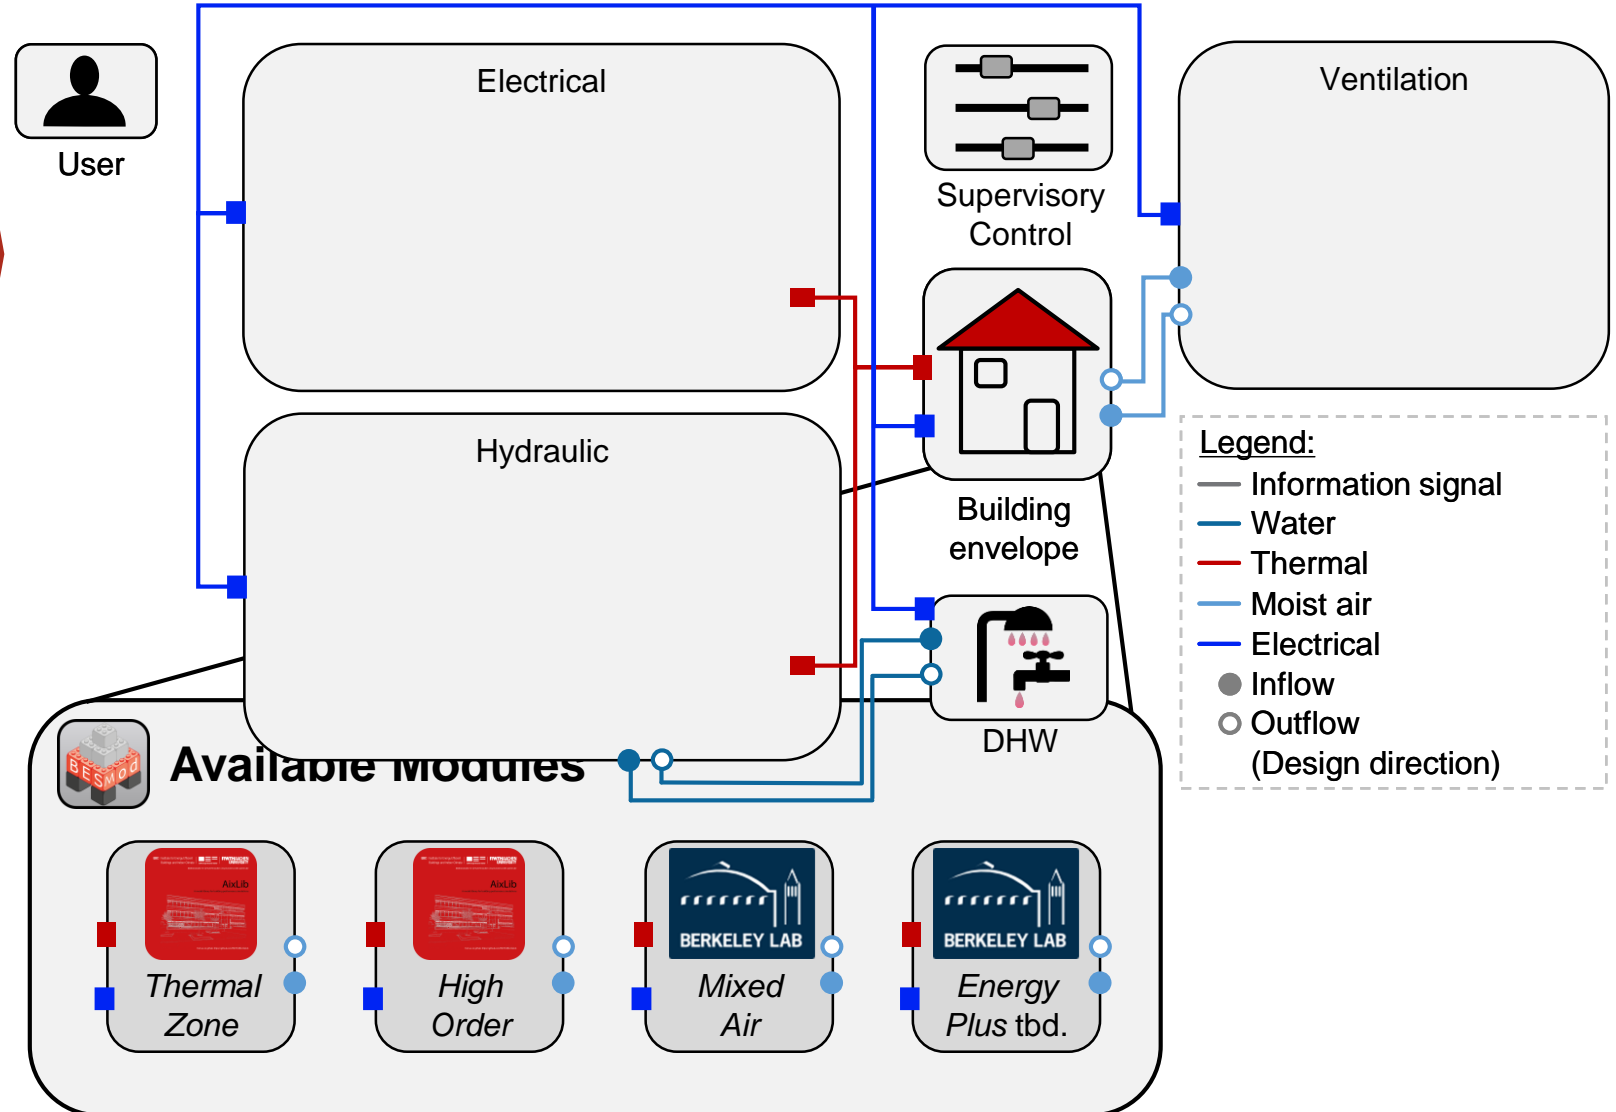 Electrical
User
Supervisory
Control
Ventilation
Hydraulic
Building
envelope
DHW
Legend:
Information signal
Water
Thermal
Moist air
Electrical
Inflow
Outflow
(Design direction)
BESMod
Available Modules
AixLib
Thermal
Zone
AixLib
High
Order
BERKELEY LAB
Mixed
Air
BERKELEY LAB
Energy
Plus tbd.